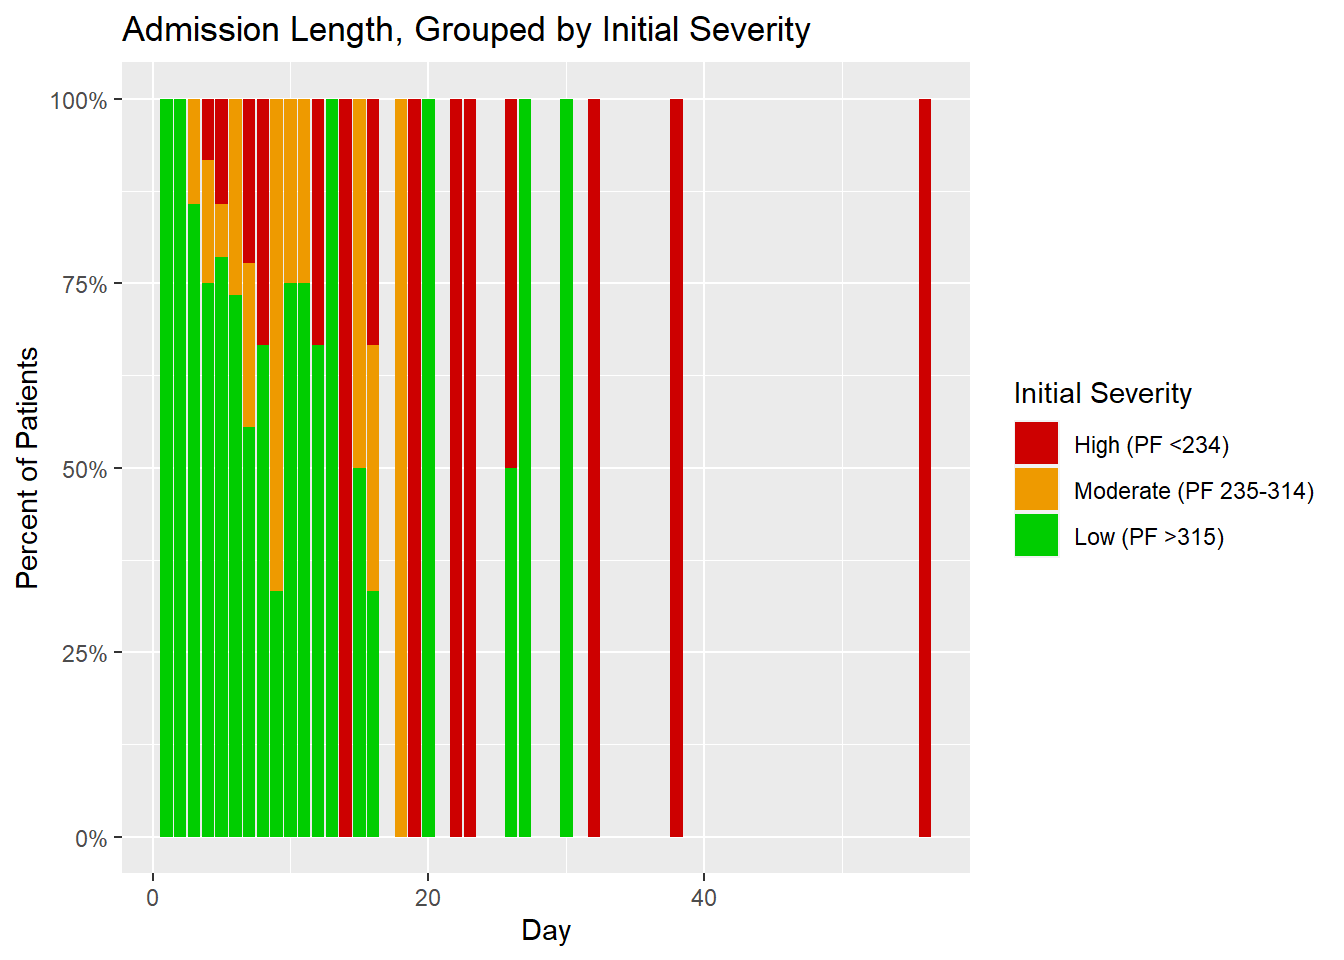 Admission Length, Grouped by Initial Severity
100%
75%
50%
25%
0%
Percent of Patients
0 20 40
Day
Initial Severity
High (PF <234)
Moderate (PF 235-314)
Low (PF >315)